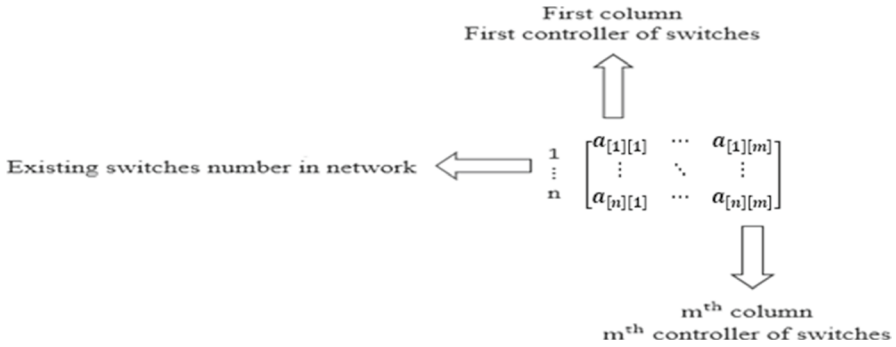 First column
First controller of switches
Existing switches number in network
1
⋮
n
a[1][1] ⋯ a[1][m]
⋮ ⋱ ⋮
a[n][1] ⋯ a[n][m]
mᵗʰ column
mᵗʰ controller of switches